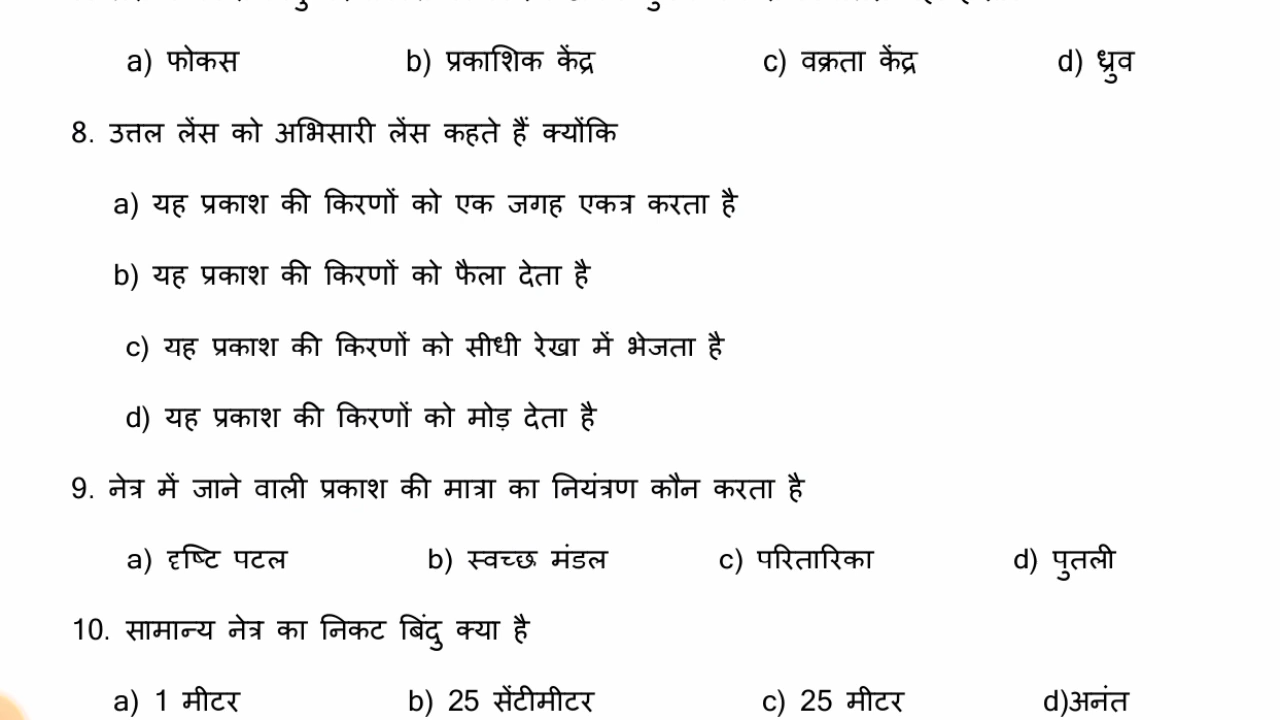 a) फोकस b) प्रकाशिक केंद्र c) वक्रता केंद्र d) ध्रुव
8. उत्तल लेंस को अभिसारी लेंस कहते हैं क्योंकि
a) यह प्रकाश की किरणों को एक जगह एकत्र करता है
b) यह प्रकाश की किरणों को फैला देता है
c) यह प्रकाश की किरणों को सीधी रेखा में भेजता है
d) यह प्रकाश की किरणों को मोड़ देता है
9. नेत्र में जाने वाली प्रकाश की मात्रा का नियंत्रण कौन करता है
a) दृष्टि पटल b) स्वच्छ मंडल c) परितारिका d) पुतली
10. सामान्य नेत्र का निकट बिंदु क्या है
a) 1 मीटर b) 25 सेंटीमीटर c) 25 मीटर d)अनंत